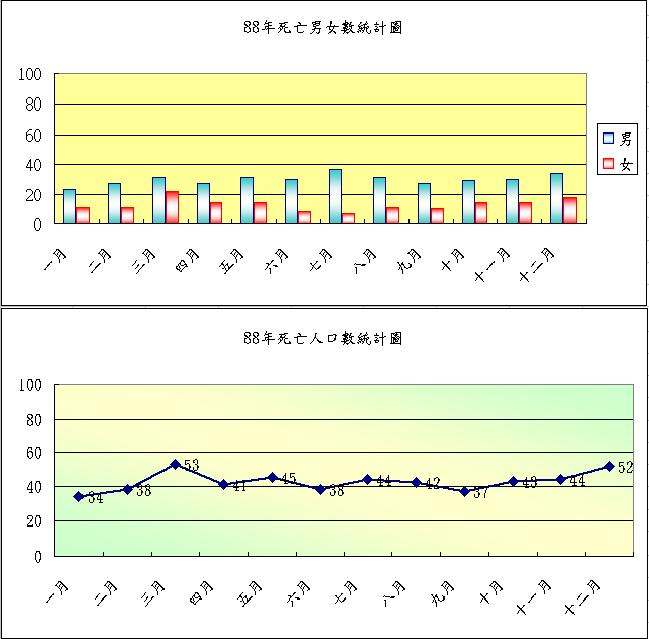 88年死亡男女數統計圖
100
80
60
40
20
0
男
女
一月 二月 三月 四月 五月 六月 七月 八月 九月 十月 十一月 十二月
88年死亡人口數統計圖
100
80
60
40
20
0
34 38 53 41 45 38 44 42 37 43 44 52
一月 二月 三月 四月 五月 六月 七月 八月 九月 十月 十一月 十二月